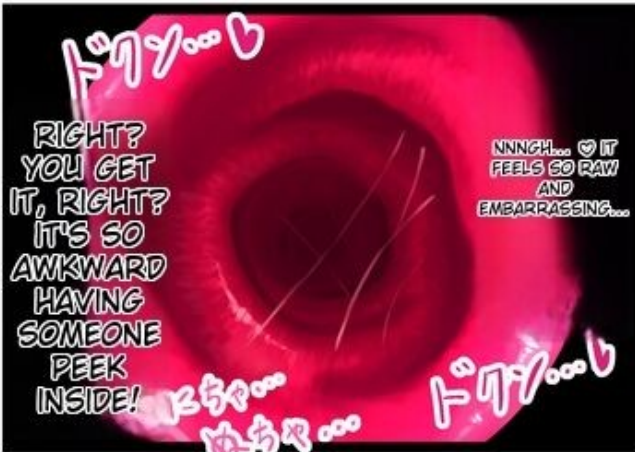 ドクン…♡
RIGHT?
YOU GET
IT, RIGHT?
IT'S SO
AWKWARD
HAVING
SOMEONE
PEEK
INSIDE!
NNNGH... ♡ IT
FEELS SO RAW
AND
EMBARRASSING...
にちゃ…
ぬちゃ…
ドクン…♡